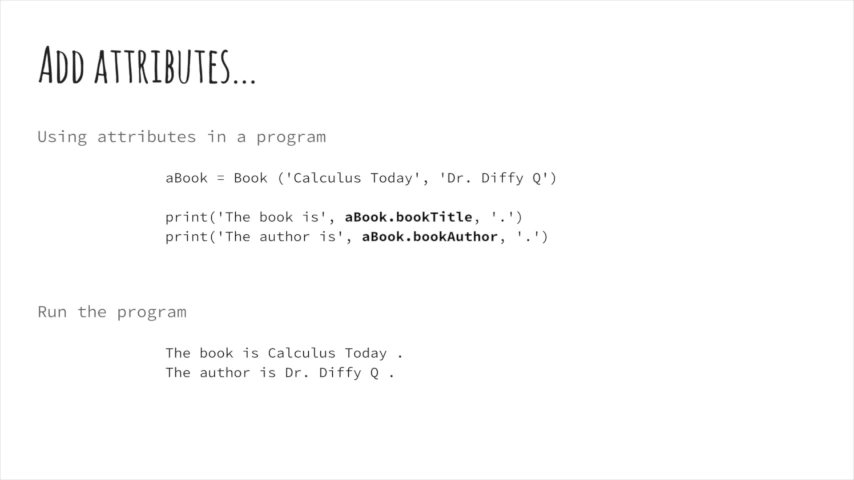 Add attributes...
Using attributes in a program
aBook = Book ('Calculus Today', 'Dr. Diffy Q')
print('The book is', aBook.bookTitle, '.')
print('The author is', aBook.bookAuthor, '.')
Run the program
The book is Calculus Today .
The author is Dr. Diffy Q .